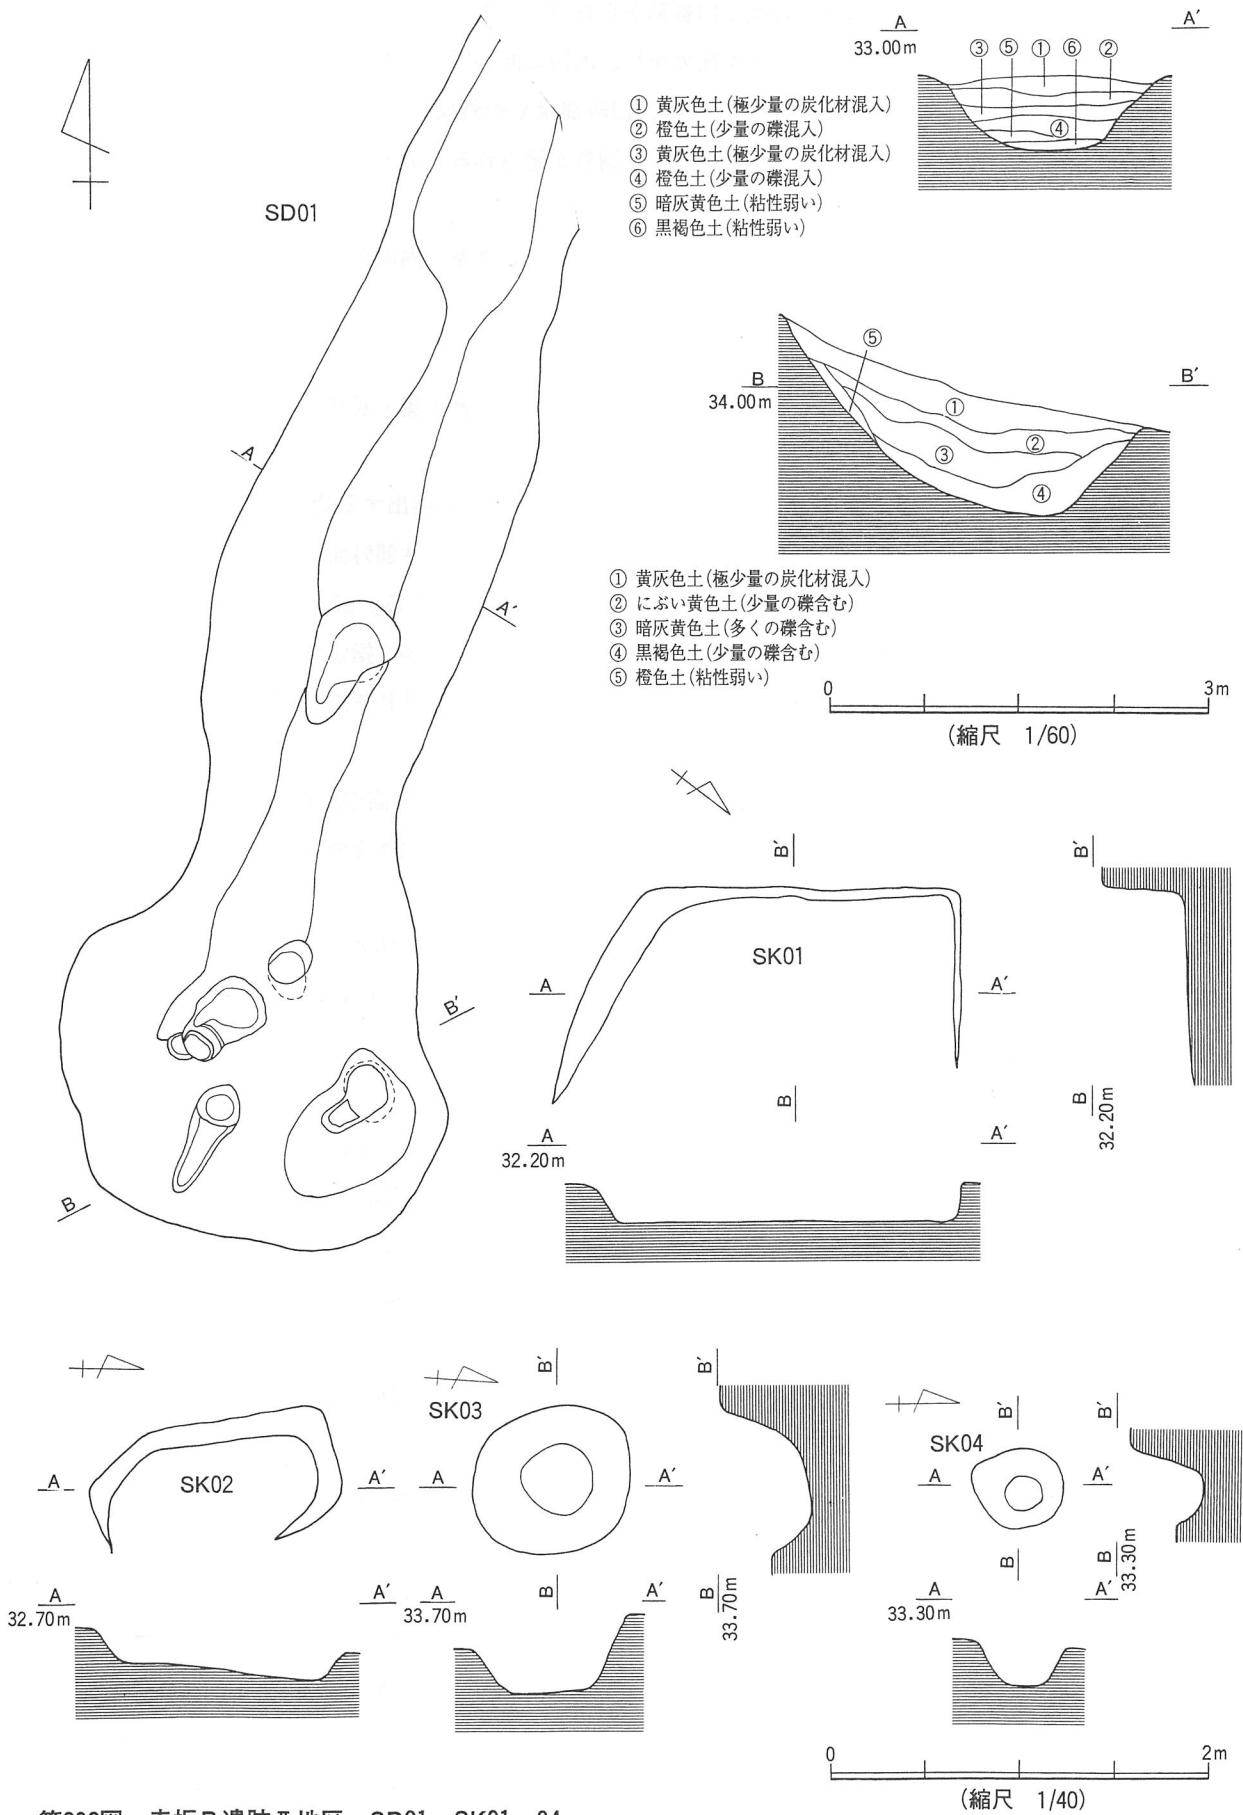 SD01
A
A'
B
B'
A
33.00m
A'
③ ⑤ ① ⑥ ②
④
① 黄灰色土(極少量の炭化材混入)
② 橙色土(少量の礫混入)
③ 黄灰色土(極少量の炭化材混入)
④ 橙色土(少量の礫混入)
⑤ 暗灰黄色土(粘性弱い)
⑥ 黒褐色土(粘性弱い)
B
34.00m
B'
⑤
①
②
③
④
① 黄灰色土(極少量の炭化材混入)
② にぶい黄色土(少量の礫含む)
③ 暗灰黄色土(多くの礫含む)
④ 黒褐色土(少量の礫含む)
⑤ 橙色土(粘性弱い)
0 3m
(縮尺 1/60)
B'
B'
SK01
A
A'
B
B
32.20m
A
32.20m
A'
SK02
A
A'
A
32.70m
A'
SK03
B'
B'
A
A'
B
B
33.70m
A
33.70m
A'
SK04
B'
B'
A
A'
B
B
33.30m
A
33.30m
A'
0 2m
(縮尺 1/40)